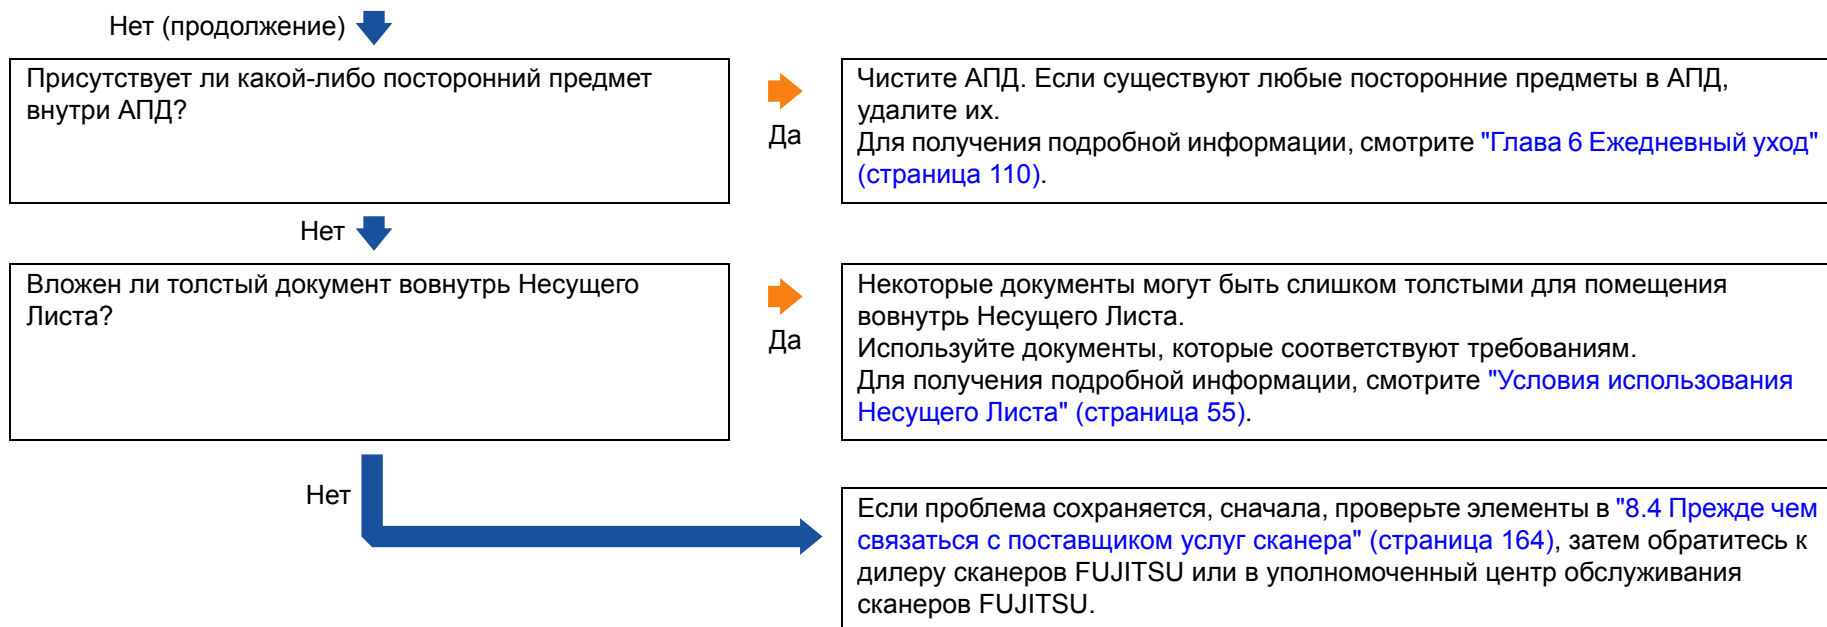 Нет (продолжение)
Присутствует ли какой-либо посторонний предмет
внутри АПД?
Да
Чистите АПД. Если существуют любые посторонние предметы в АПД,
удалите их.
Для получения подробной информации, смотрите "Глава 6 Ежедневный уход"
(страница 110).
Нет
Вложен ли толстый документ вовнутрь Несущего
Листа?
Да
Некоторые документы могут быть слишком толстыми для помещения
вовнутрь Несущего Листа.
Используйте документы, которые соответствуют требованиям.
Для получения подробной информации, смотрите "Условия использования
Несущего Листа" (страница 55).
Нет
Если проблема сохраняется, сначала, проверьте элементы в "8.4 Прежде чем
связаться с поставщиком услуг сканера" (страница 164), затем обратитесь к
дилеру сканеров FUJITSU или в уполномоченный центр обслуживания
сканеров FUJITSU.